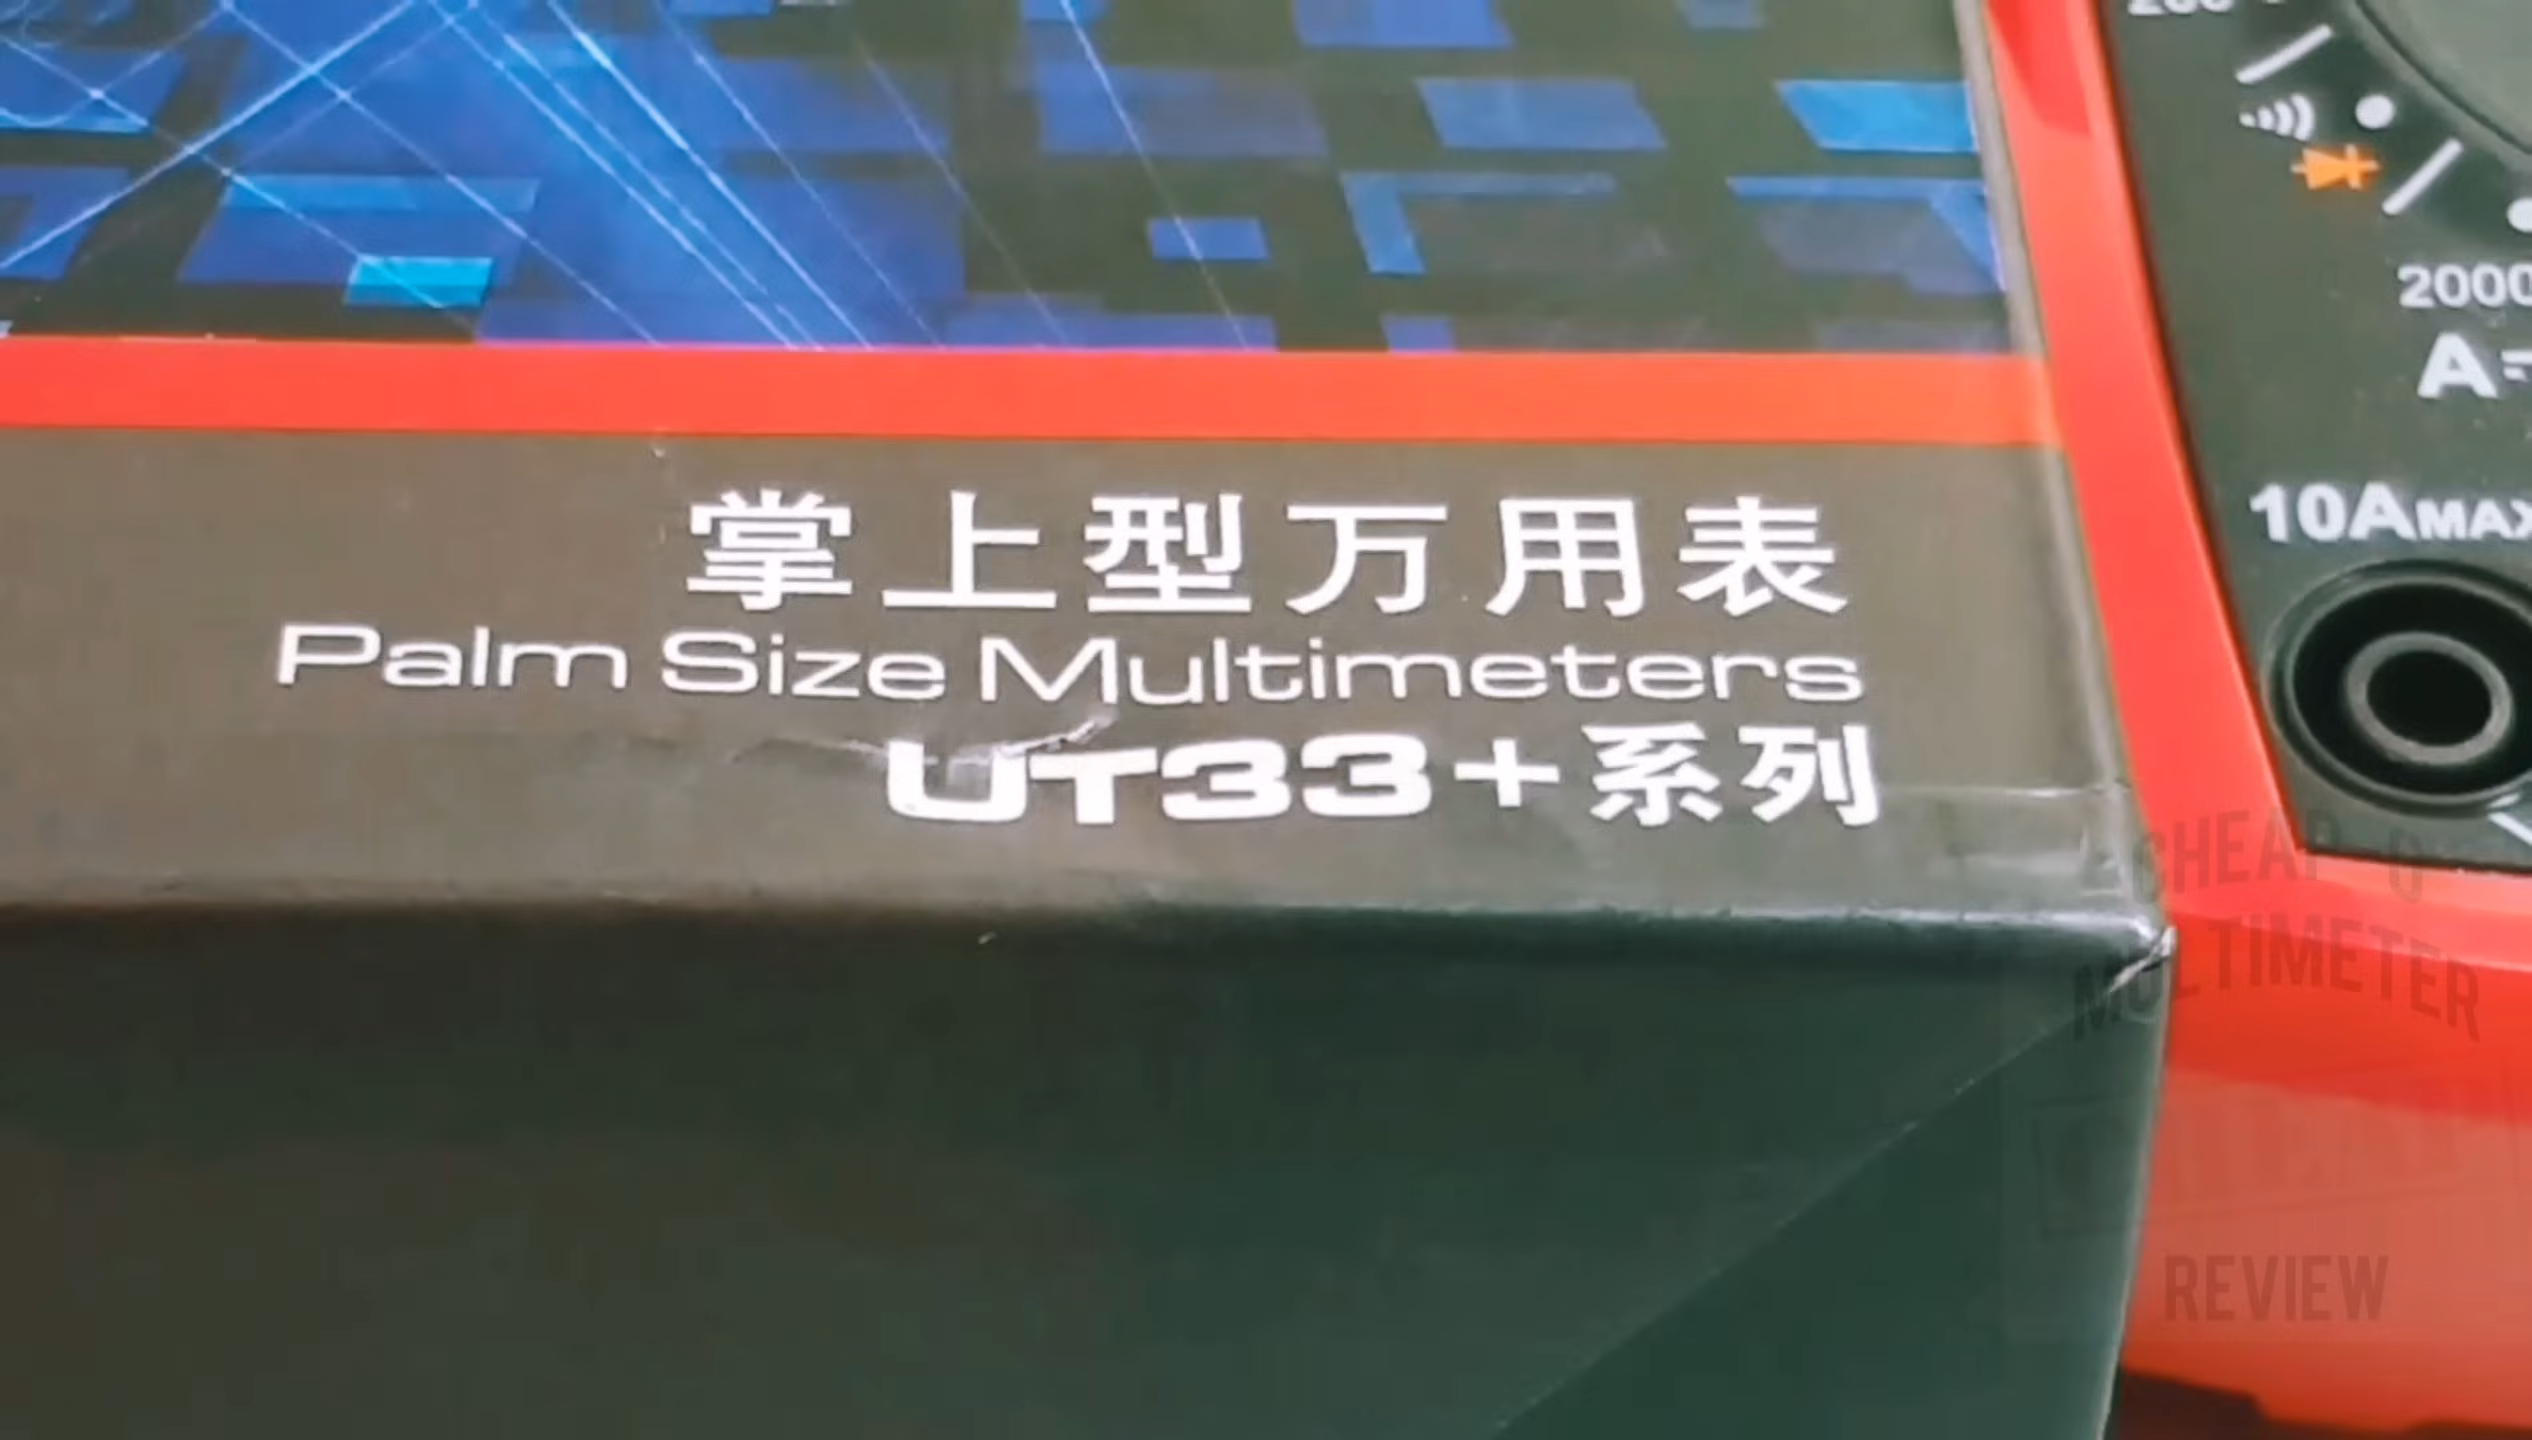 掌上型万用表
Palm Size Multimeters
UT33+系列
2000
A
10AMAX
CHEAP
MULTIMETER
REVIEW